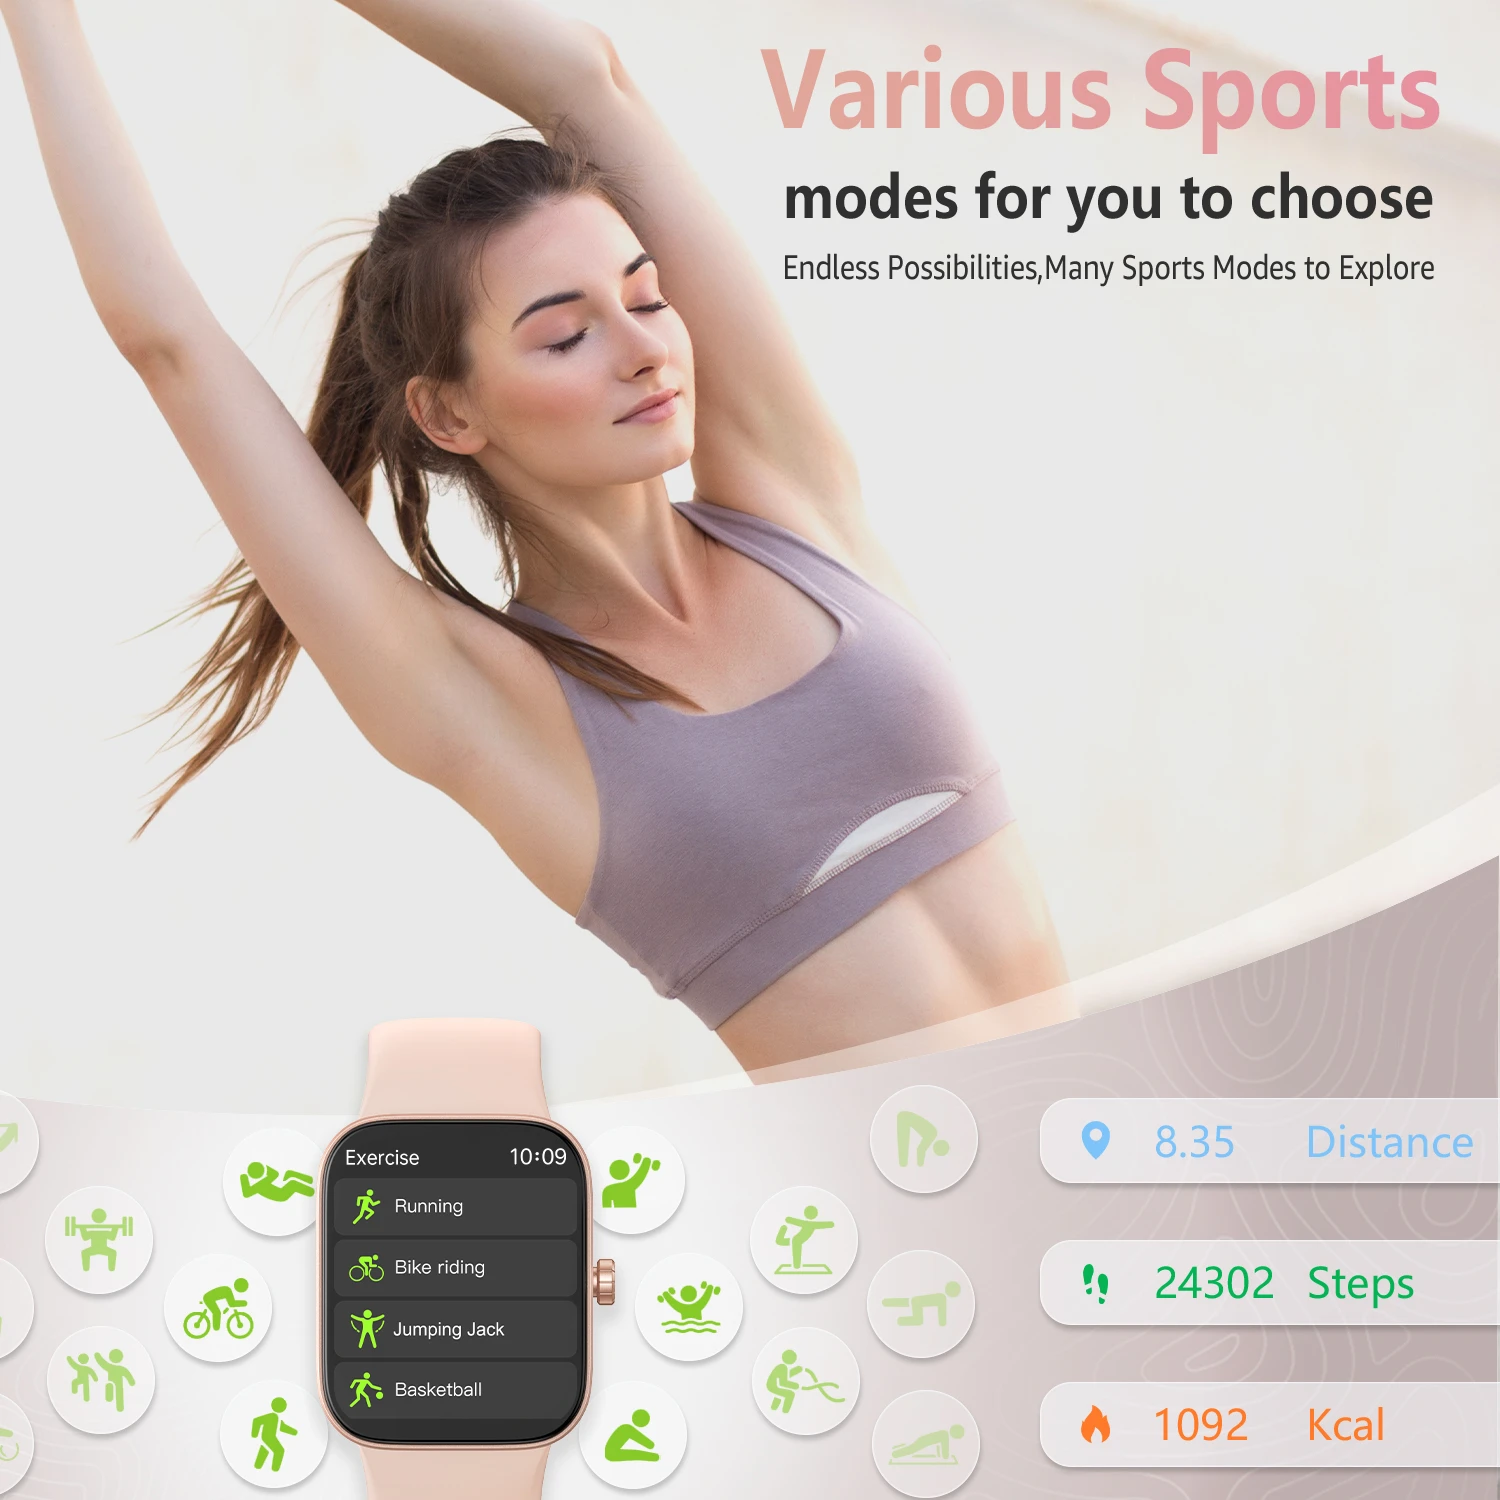 Various Sports
modes for you to choose
Endless Possibilities,Many Sports Modes to Explore
Exercise 10:09
Running
Bike riding
Jumping Jack
Basketball
8.35 Distance
24302 Steps
1092 Kcal